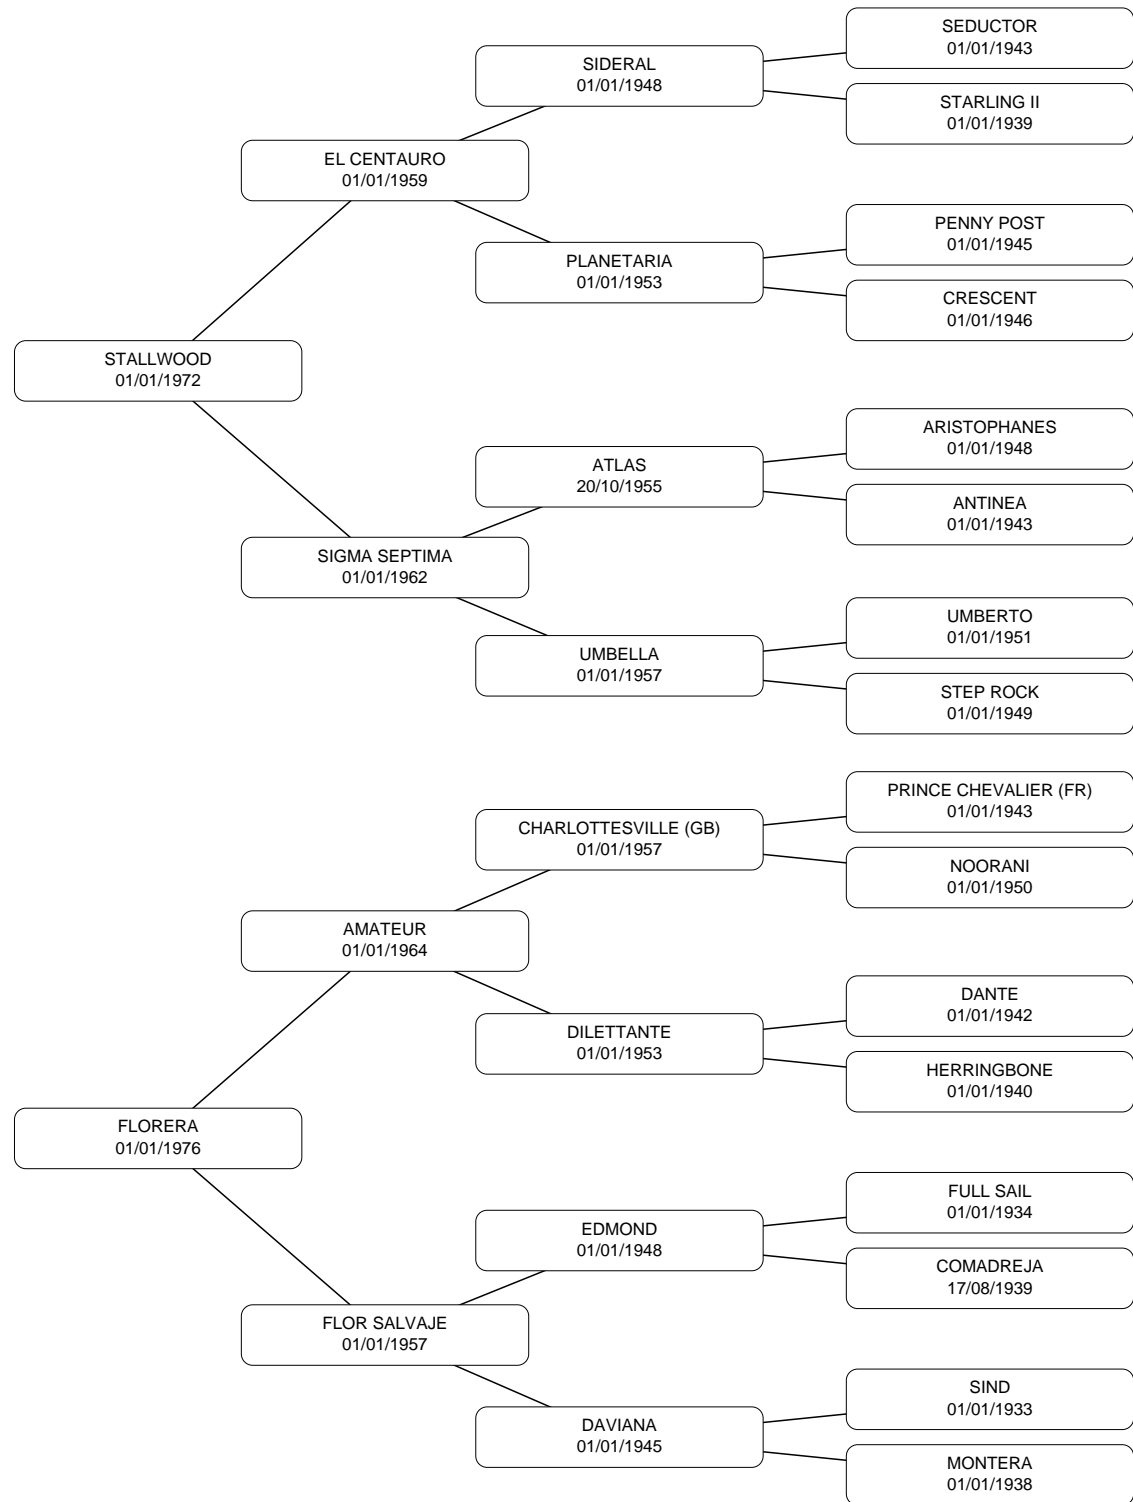 SEDUCTOR
01/01/1943
SIDERAL
01/01/1948
STARLING II
01/01/1939
EL CENTAURO
01/01/1959
PENNY POST
01/01/1945
PLANETARIA
01/01/1953
CRESCENT
01/01/1946
STALLWOOD
01/01/1972
ARISTOPHANES
01/01/1948
ATLAS
20/10/1955
ANTINEA
01/01/1943
SIGMA SEPTIMA
01/01/1962
UMBERTO
01/01/1951
UMBELLA
01/01/1957
STEP ROCK
01/01/1949
PRINCE CHEVALIER (FR)
01/01/1943
CHARLOTTESVILLE (GB)
01/01/1957
NOORANI
01/01/1950
AMATEUR
01/01/1964
DANTE
01/01/1942
DILETTANTE
01/01/1953
HERRINGBONE
01/01/1940
FLORERA
01/01/1976
FULL SAIL
01/01/1934
EDMOND
01/01/1948
COMADREJA
17/08/1939
FLOR SALVAJE
01/01/1957
SIND
01/01/1933
DAVIANA
01/01/1945
MONTERA
01/01/1938